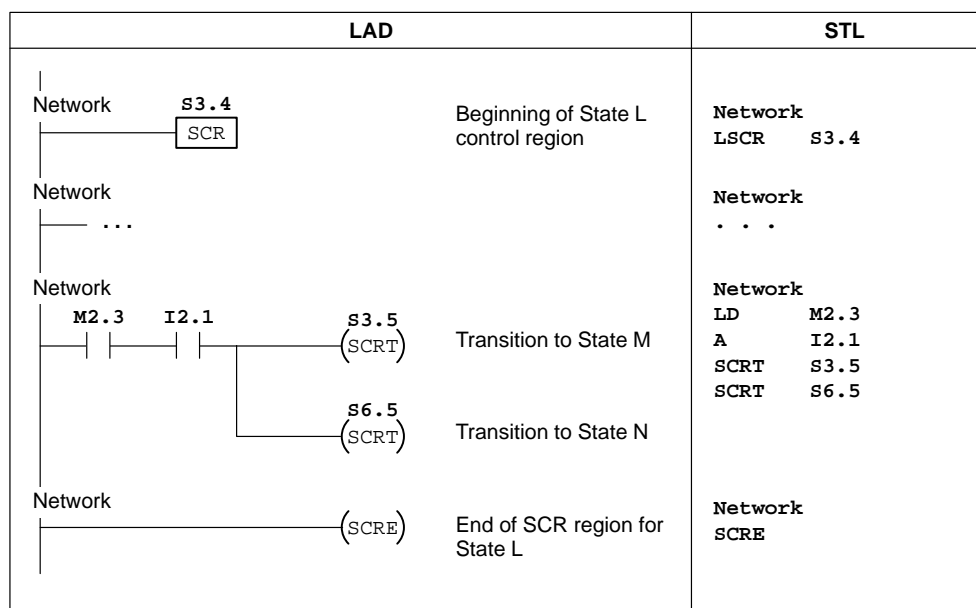 LAD STL
Network S3.4
SCR
Beginning of State L
control region
Network
LSCR S3.4
Network
...
Network
. . .
Network
M2.3 I2.1 S3.5
(SCRT) Transition to State M
S6.5
(SCRT) Transition to State N
Network
LD M2.3
A I2.1
SCRT S3.5
SCRT S6.5
Network
(SCRE) End of SCR region for
State L
Network
SCRE